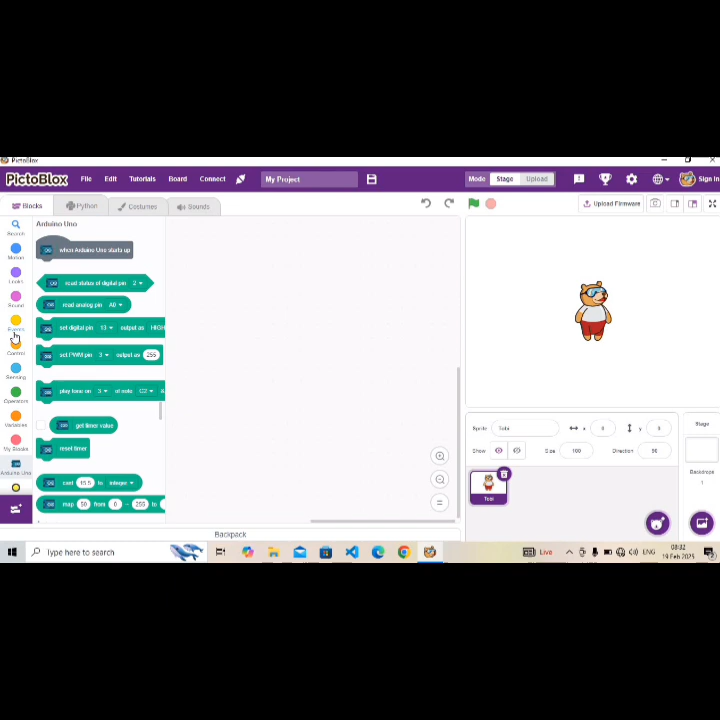 PictoBlox
PictoBlox File Edit Tutorials Board Connect My Project Mode Stage Upload Sign In
Blocks Python Costumes Sounds Upload Firmware
Search
Motion
Looks
Sound
Events
Control
Sensing
Operators
Variables
My Blocks
Arduino Uno
Arduino Uno
when Arduino Uno starts up
read status of digital pin 2
read analog pin A0
set digital pin 13 output as HIGH
set PWM pin 3 output as 255
play tone on 3 of note C2
get timer value
reset timer
cast 15.5 to integer
map 50 from 0 ~ 255 to
Backpack
Sprite Tobi x 0 y 0
Show Size 100 Direction 90
Tobi
Stage
Backdrops
1
Type here to search
Live ENG 08:32
19 Feb 2025